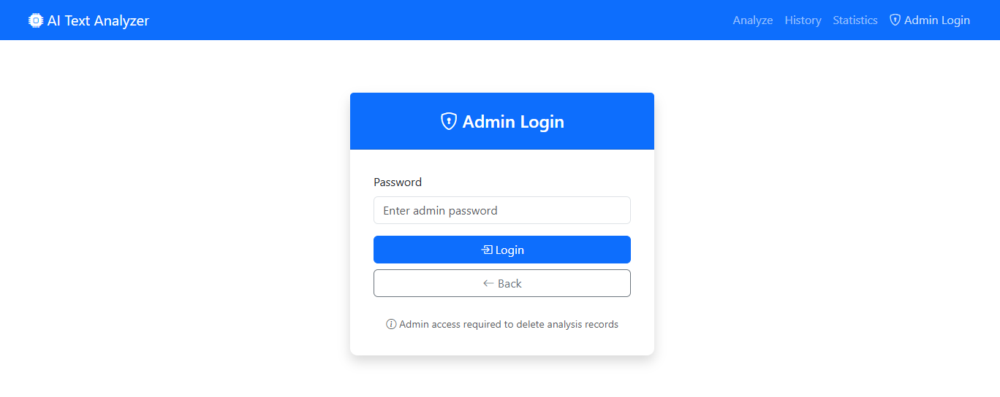 AI Text Analyzer
Analyze History Statistics Admin Login
Admin Login
Password
Enter admin password
Login
Back
Admin access required to delete analysis records